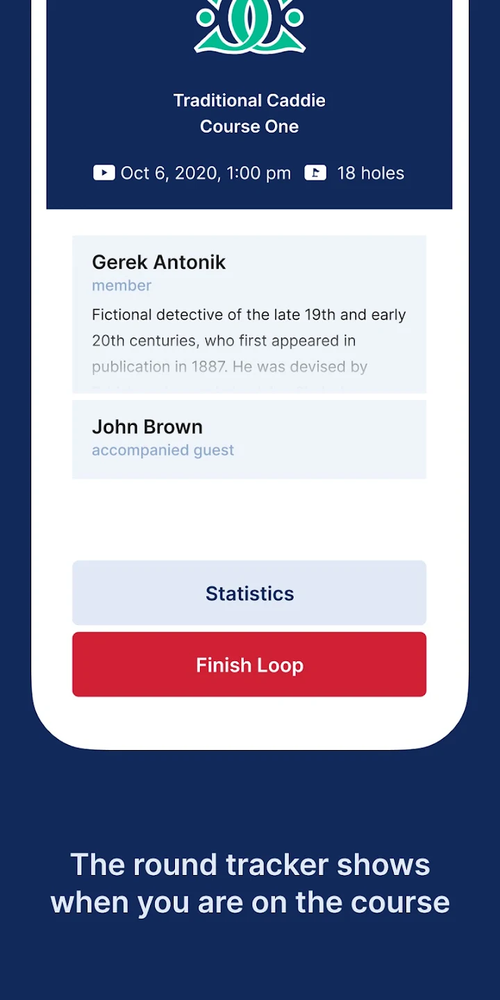 Traditional Caddie
Course One
Oct 6, 2020, 1:00 pm 18 holes
Gerek Antonik
member
Fictional detective of the late 19th and early
20th centuries, who first appeared in
publication in 1887. He was devised by
John Brown
accompanied guest
Statistics
Finish Loop
The round tracker shows
when you are on the course